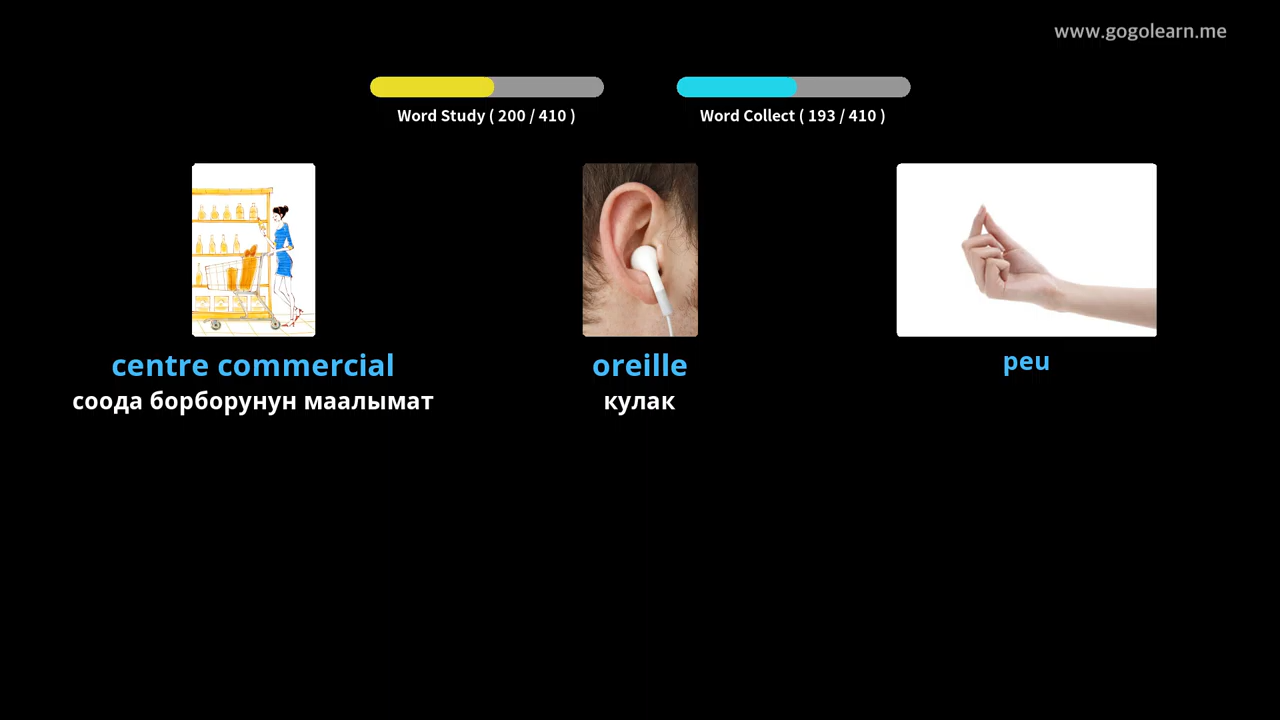 www.gogolearn.me
Word Study ( 200 / 410 )
Word Collect ( 193 / 410 )
centre commercial
соода борборунун маалымат
oreille
кулак
peu